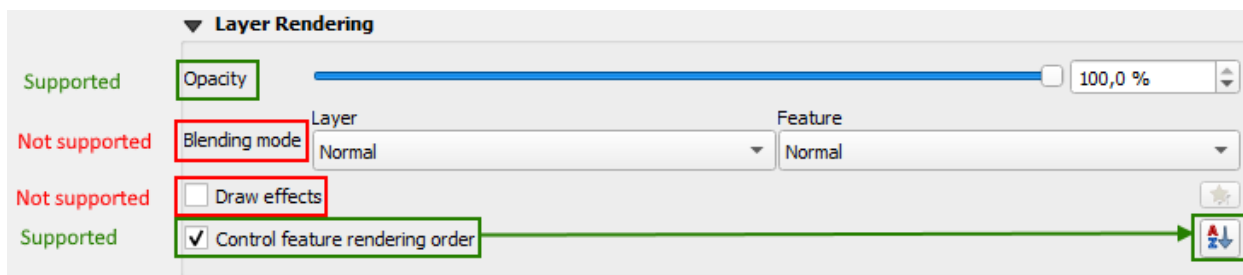 Layer Rendering
Supported Opacity 100,0 %
Layer Feature
Not supported Blending mode Normal Normal
Not supported Draw effects
Supported Control feature rendering order A Z